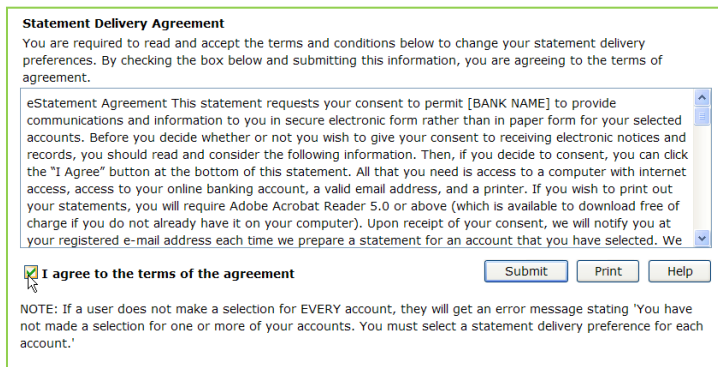 Statement Delivery Agreement
You are required to read and accept the terms and conditions below to change your statement delivery
preferences. By checking the box below and submitting this information, you are agreeing to the terms of
agreement.
eStatement Agreement This statement requests your consent to permit [BANK NAME] to provide
communications and information to you in secure electronic form rather than in paper form for your selected
accounts. Before you decide whether or not you wish to give your consent to receiving electronic notices and
records, you should read and consider the following information. Then, if you decide to consent, you can click
the "I Agree" button at the bottom of this statement. All that you need is access to a computer with internet
access, access to your online banking account, a valid email address, and a printer. If you wish to print out
your statements, you will require Adobe Acrobat Reader 5.0 or above (which is available to download free of
charge if you do not already have it on your computer). Upon receipt of your consent, we will notify you at
your registered e-mail address each time we prepare a statement for an account that you have selected. We
I agree to the terms of the agreement
Submit Print Help
NOTE: If a user does not make a selection for EVERY account, they will get an error message stating 'You have
not made a selection for one or more of your accounts. You must select a statement delivery preference for each
account.'